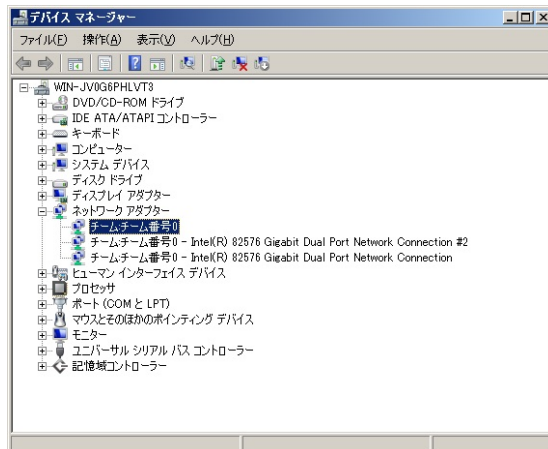 デバイス マネージャー
ファイル(F) 操作(A) 表示(V) ヘルプ(H)
WIN-JV0G6PHLVT3
DVD/CD-ROM ドライブ
IDE ATA/ATAPI コントローラー
キーボード
コンピューター
システム デバイス
ディスク ドライブ
ディスプレイ アダプター
ネットワーク アダプター
チーム:チーム番号0
チーム:チーム番号0 - Intel(R) 82576 Gigabit Dual Port Network Connection #2
チーム:チーム番号0 - Intel(R) 82576 Gigabit Dual Port Network Connection
ヒューマン インターフェイス デバイス
プロセッサ
ポート (COM と LPT)
マウスとそのほかのポインティング デバイス
モニター
ユニバーサル シリアル バス コントローラー
記憶域コントローラー